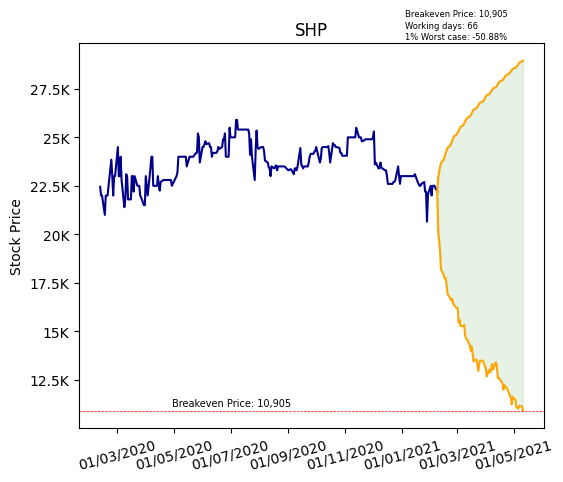 Breakeven Price: 10,905
Working days: 66
1% Worst case: -50.88%
SHP
Stock Price
27.5K
25K
22.5K
20K
17.5K
15K
12.5K
Breakeven Price: 10,905
01/03/2020
01/05/2020
01/07/2020
01/09/2020
01/11/2020
01/01/2021
01/03/2021
01/05/2021